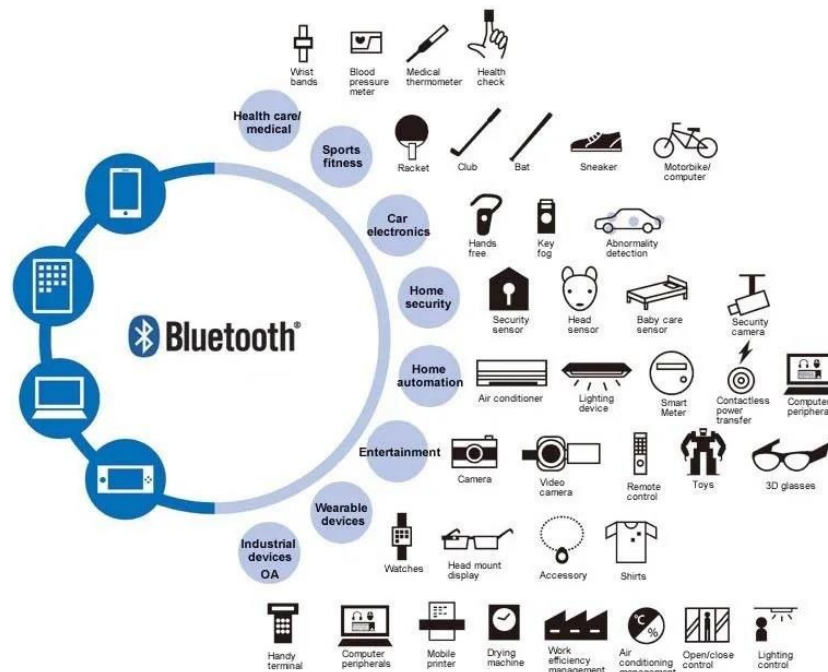 Wrist
bands
Blood
pressure
meter
Medical
thermometer
Health
check
Health care/
medical
Sports
fitness
Racket
Club
Bat
Sneaker
Motorbike/
computer
Car
electronics
Hands
free
Key
fog
Abnormality
detection
Home
security
Security
sensor
Head
sensor
Baby care
sensor
Security
camera
Bluetooth®
Home
automation
Air conditioner
Lighting
device
Smart
Meter
Contactless
power
transfer
Computer
periphera
Entertainment
Camera
Video
camera
Remote
control
Toys
3D glasses
Wearable
devices
Watches
Head mount
display
Accessory
Shirts
Industrial
devices
OA
Handy
terminal
Computer
peripherals
Mobile
printer
Drying
machine
Work
efficiency
management
Air
conditioning
management
Open/close
control
Lighting
control
°C
%